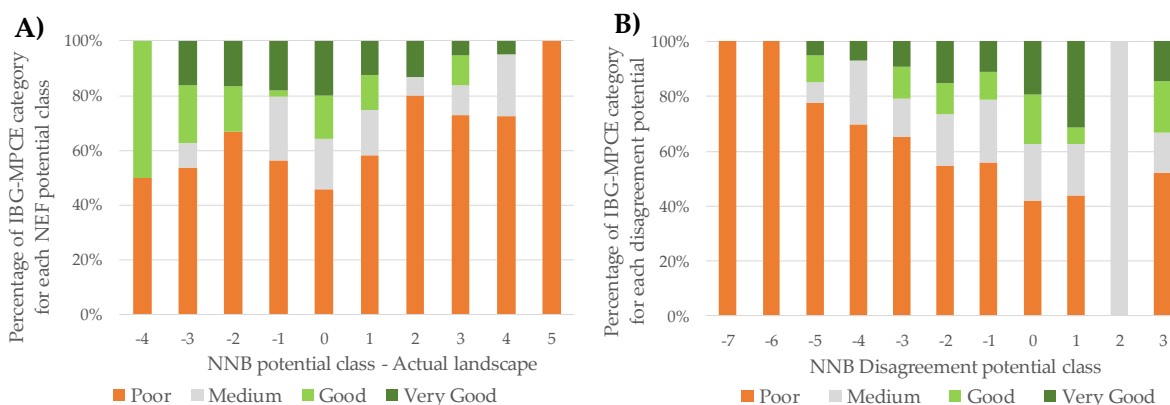 A)
Percentage of IBG-MPCE category
for each NEF potential class
100%
80%
60%
40%
20%
0%
-4 -3 -2 -1 0 1 2 3 4 5
NNB potential class - Actual landscape
Poor Medium Good Very Good
B)
Percentage of IBG-MPCE category
for each disagreement potential
100%
80%
60%
40%
20%
0%
-7 -6 -5 -4 -3 -2 -1 0 1 2 3
NNB Disagreement potential class
Poor Medium Good Very Good